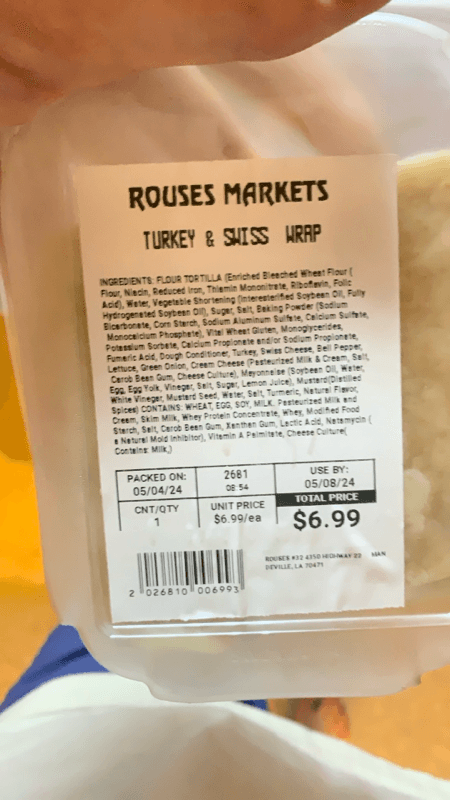 ROUSES MARKETS
TURKEY & SWISS WRAP
INGREDIENTS: FLOUR TORTILLA (Enriched Bleached Wheat Flour (
Flour, Niacin, Reduced Iron, Thiamin Mononitrate, Riboflavin, Folic
Acid), Water, Vegetable Shortening (Interesterified Soybean Oil, Fully
Hydrogenated Soybean Oil), Sugar, Salt, Baking Powder (Sodium
Bicarbonate, Corn Starch, Sodium Aluminum Sulfate, Calcium Sulfate,
Monocalcium Phosphate), Vital Wheat Gluten, Monoglycerides,
Potassium Sorbate, Calcium Propionate and/or Sodium Propionate,
Fumaric Acid, Dough Conditioner, Turkey, Swiss Cheese, Bell Pepper,
Lettuce, Green Onion, Cream Cheese (Pasteurized Milk & Cream, Salt,
Carob Bean Gum, Cheese Culture), Mayonnaise (Soybean Oil, Water,
Egg, Egg Yolk, Vinegar, Salt, Sugar, Lemon Juice), Mustard(Distilled
White Vinegar, Mustard Seed, Water, Salt, Turmeric, Natural Flavor,
Spices) CONTAINS: WHEAT, EGG, SOY, MILK. Pasteurized Milk and
Cream, Skim Milk, Whey Protein Concentrate, Whey, Modified Food
Starch, Salt, Carob Bean Gum, Xanthan Gum, Lactic Acid, Natamycin (
a Natural Mold Inhibitor), Vitamin A Palmitate, Cheese Culture(
Contains: Milk,)
PACKED ON:
05/04/24
2681
08:54
USE BY:
05/08/24
CNT/QTY
1
UNIT PRICE
$6.99/ea
TOTAL PRICE
$6.99
ROUSES #32 4350 HIGHWAY 22 MAN
DEVILLE, LA 70471
2 026810 006993